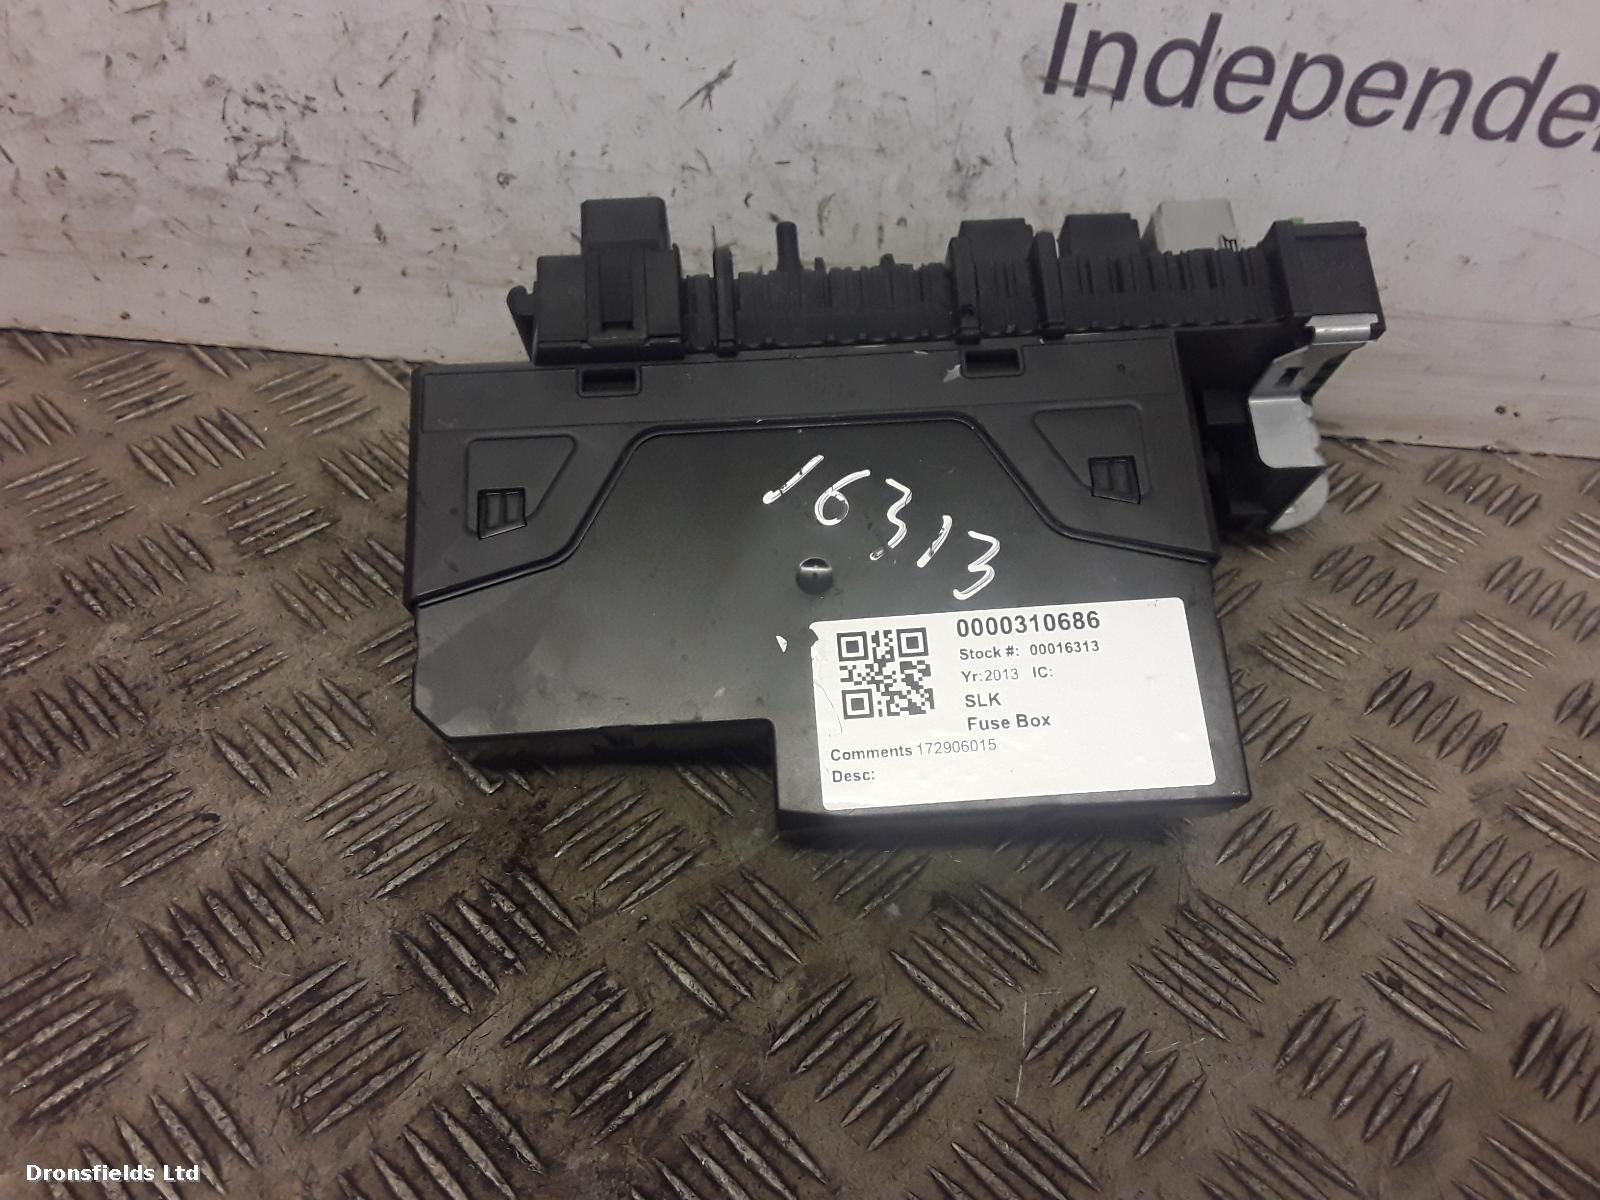 Independe
16313
0000310686
Stock #: 00016313
Yr:2013 IC:
SLK
Fuse Box
Comments 172906015
Desc:
Dronsfields Ltd